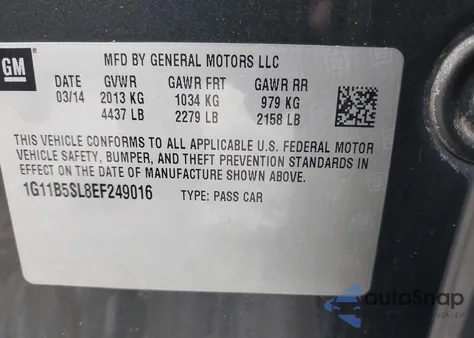 GM
®
MFD BY GENERAL MOTORS LLC
DATE GVWR GAWR FRT GAWR RR
03/14 2013 KG 1034 KG 979 KG
4437 LB 2279 LB 2158 LB
THIS VEHICLE CONFORMS TO ALL APPLICABLE U.S. FEDERAL MOTOR
VEHICLE SAFETY, BUMPER, AND THEFT PREVENTION STANDARDS IN
EFFECT ON THE DATE OF MANUFACTURE SHOWN ABOVE.
1G11B5SL8EF249016 TYPE: PASS CAR
autoSnap